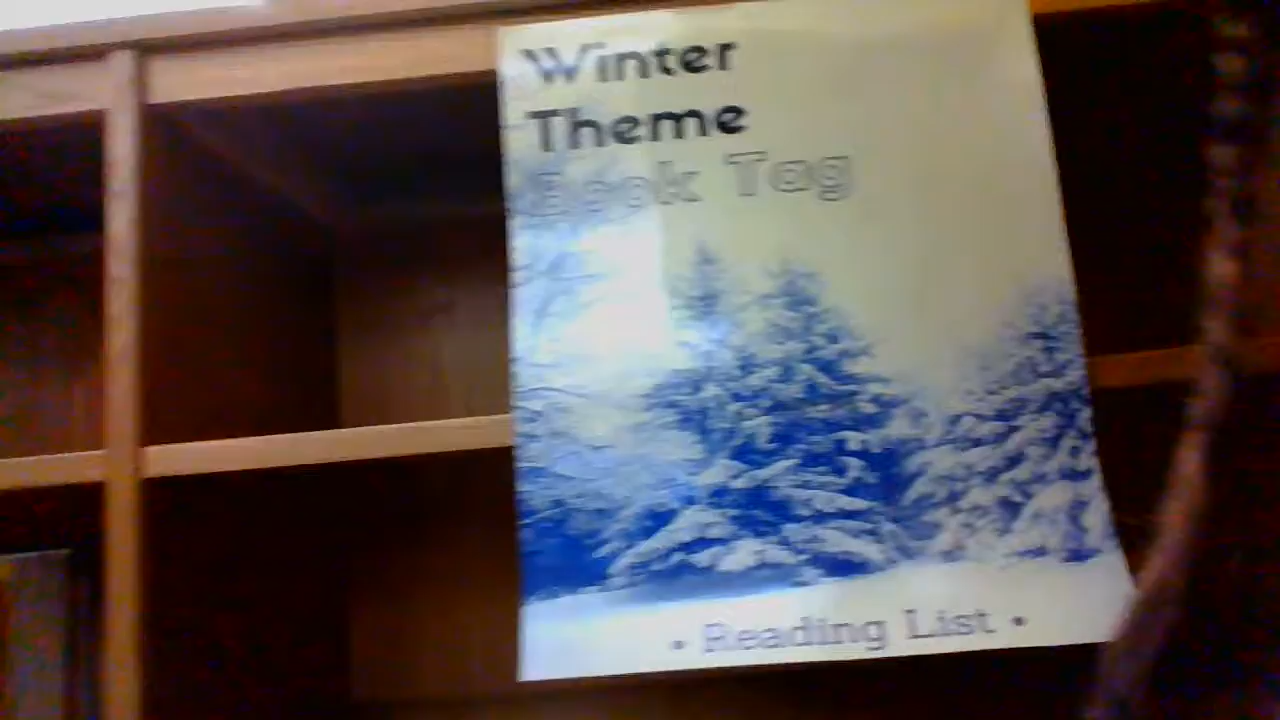 Winter
Theme
Book Tag
• Reading List •